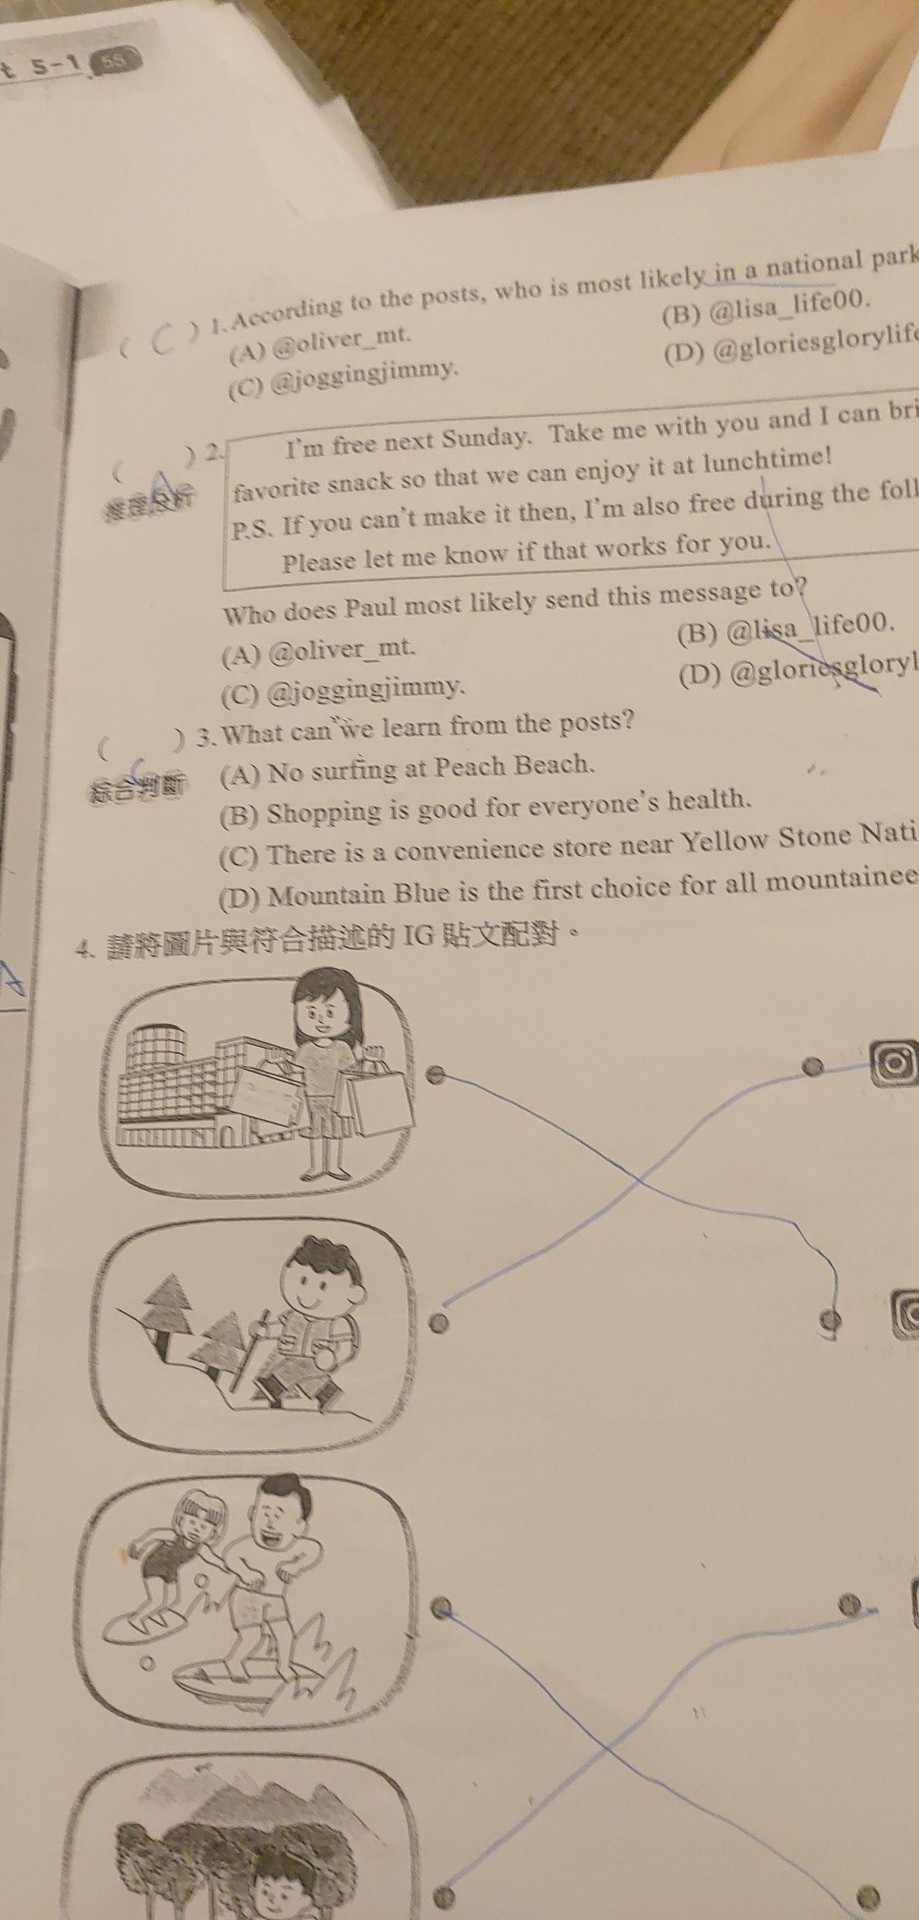 t 5-1 55
( C ) 1. According to the posts, who is most likely in a national park
(A) @oliver_mt. (B) @lisa_life00.
(C) @joggingjimmy. (D) @gloriesglorylife
( A ) 2. I'm free next Sunday. Take me with you and I can bri
favorite snack so that we can enjoy it at lunchtime!
推理分析
P.S. If you can't make it then, I'm also free during the foll
Please let me know if that works for you.
Who does Paul most likely send this message to?
(A) @oliver_mt. (B) @lisa_life00.
(C) @joggingjimmy. (D) @gloriesgloryl
( C ) 3. What can we learn from the posts?
綜合判斷
(A) No surfing at Peach Beach.
(B) Shopping is good for everyone's health.
(C) There is a convenience store near Yellow Stone Nati
(D) Mountain Blue is the first choice for all mountainee
4. 請將圖片與符合描述的 IG 貼文配對。
A